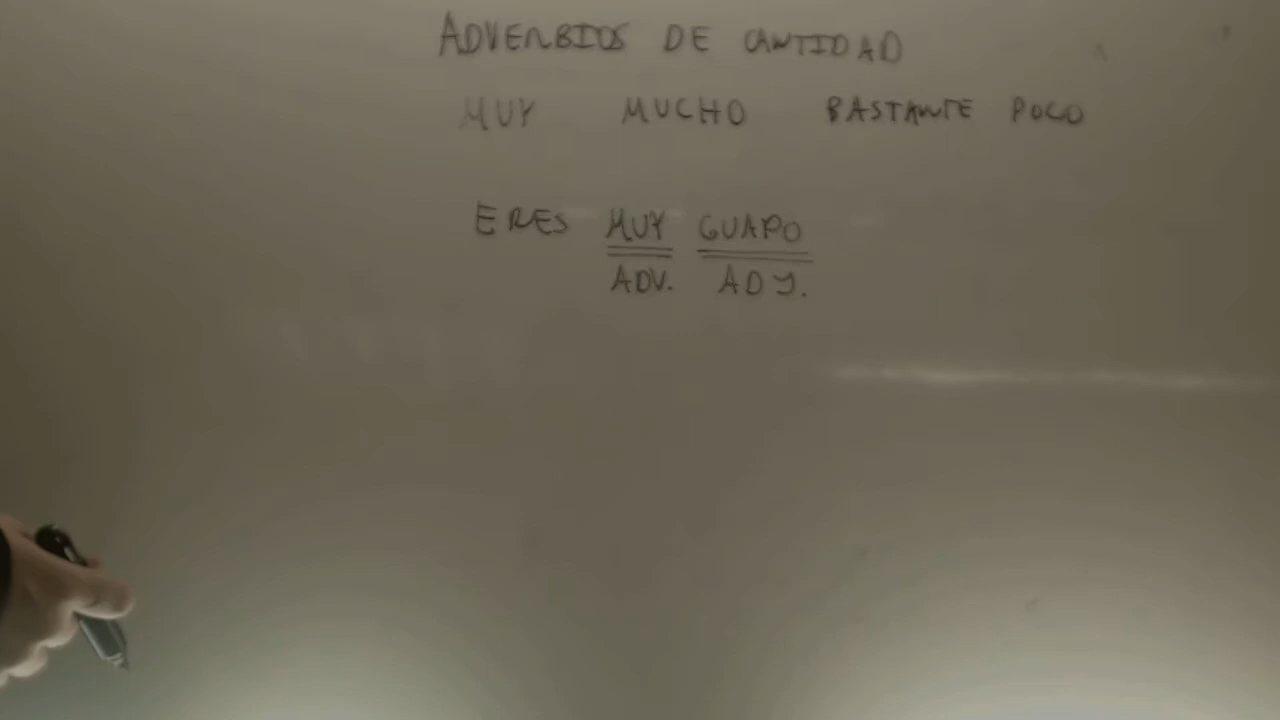 ADVERBIOS DE CANTIDAD
MUY MUCHO BASTANTE POCO
ERES MUY GUAPO
ADV. ADJ.